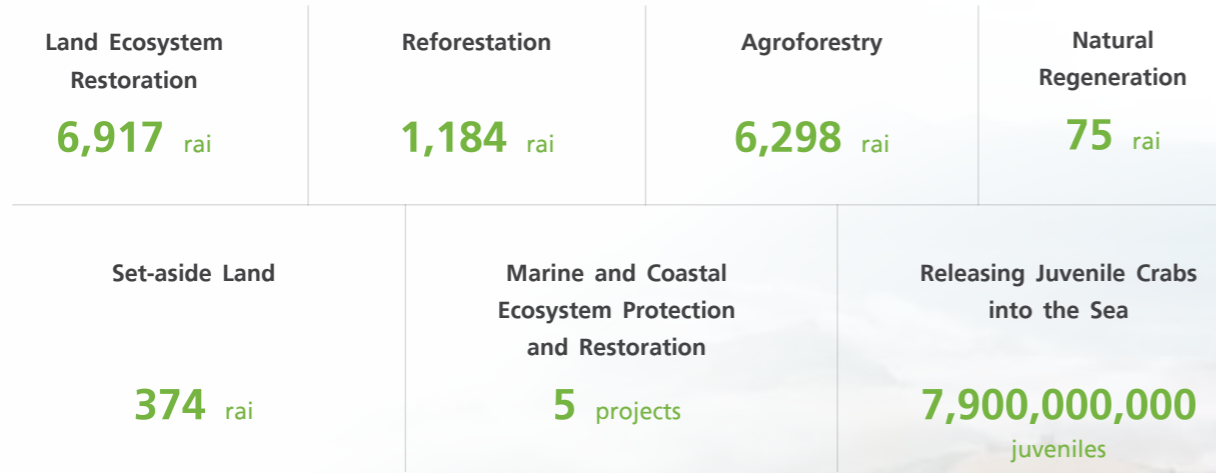 Land Ecosystem
Restoration
6,917 rai
Reforestation
1,184 rai
Agroforestry
6,298 rai
Natural
Regeneration
75 rai
Set-aside Land
374 rai
Marine and Coastal
Ecosystem Protection
and Restoration
5 projects
Releasing Juvenile Crabs
into the Sea
7,900,000,000
juveniles